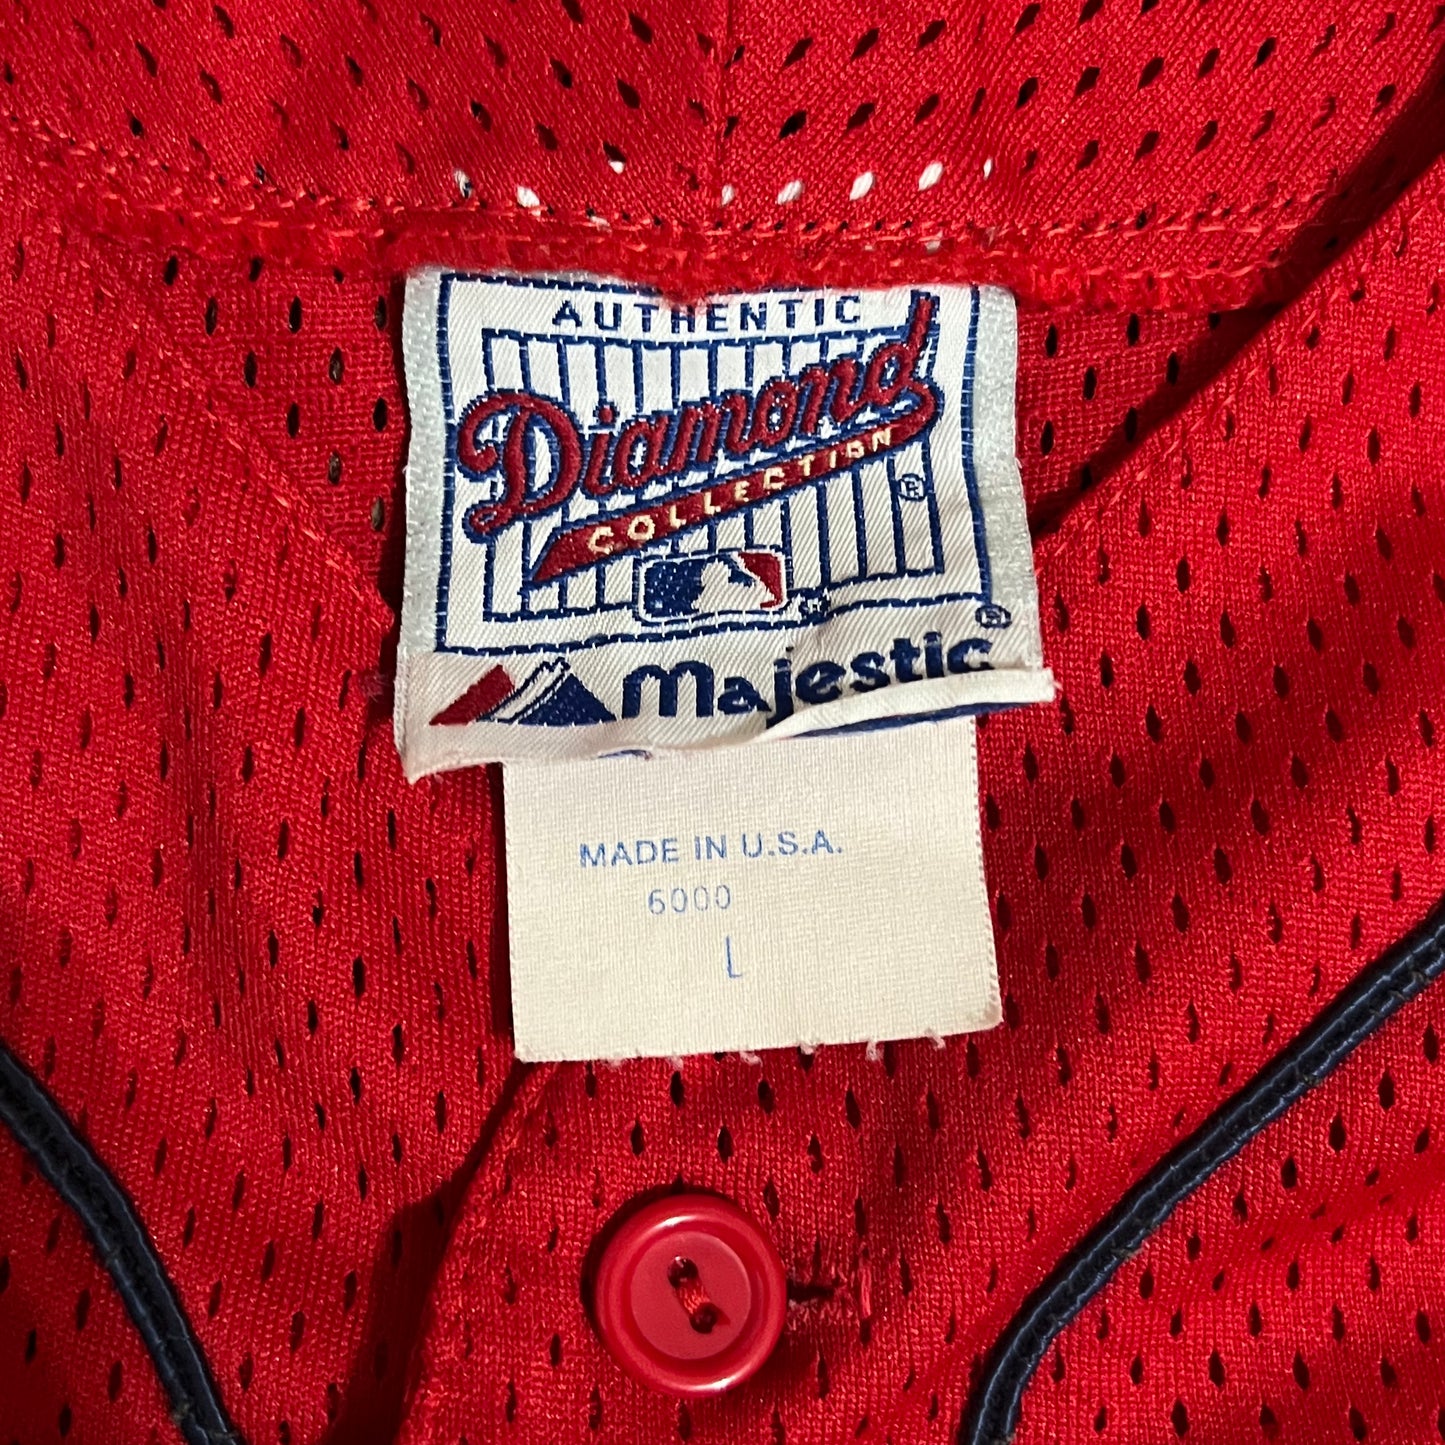 AUTHENTIC
Diamond
COLLECTION
®
Majestic ®
MADE IN U.S.A.
6000
L